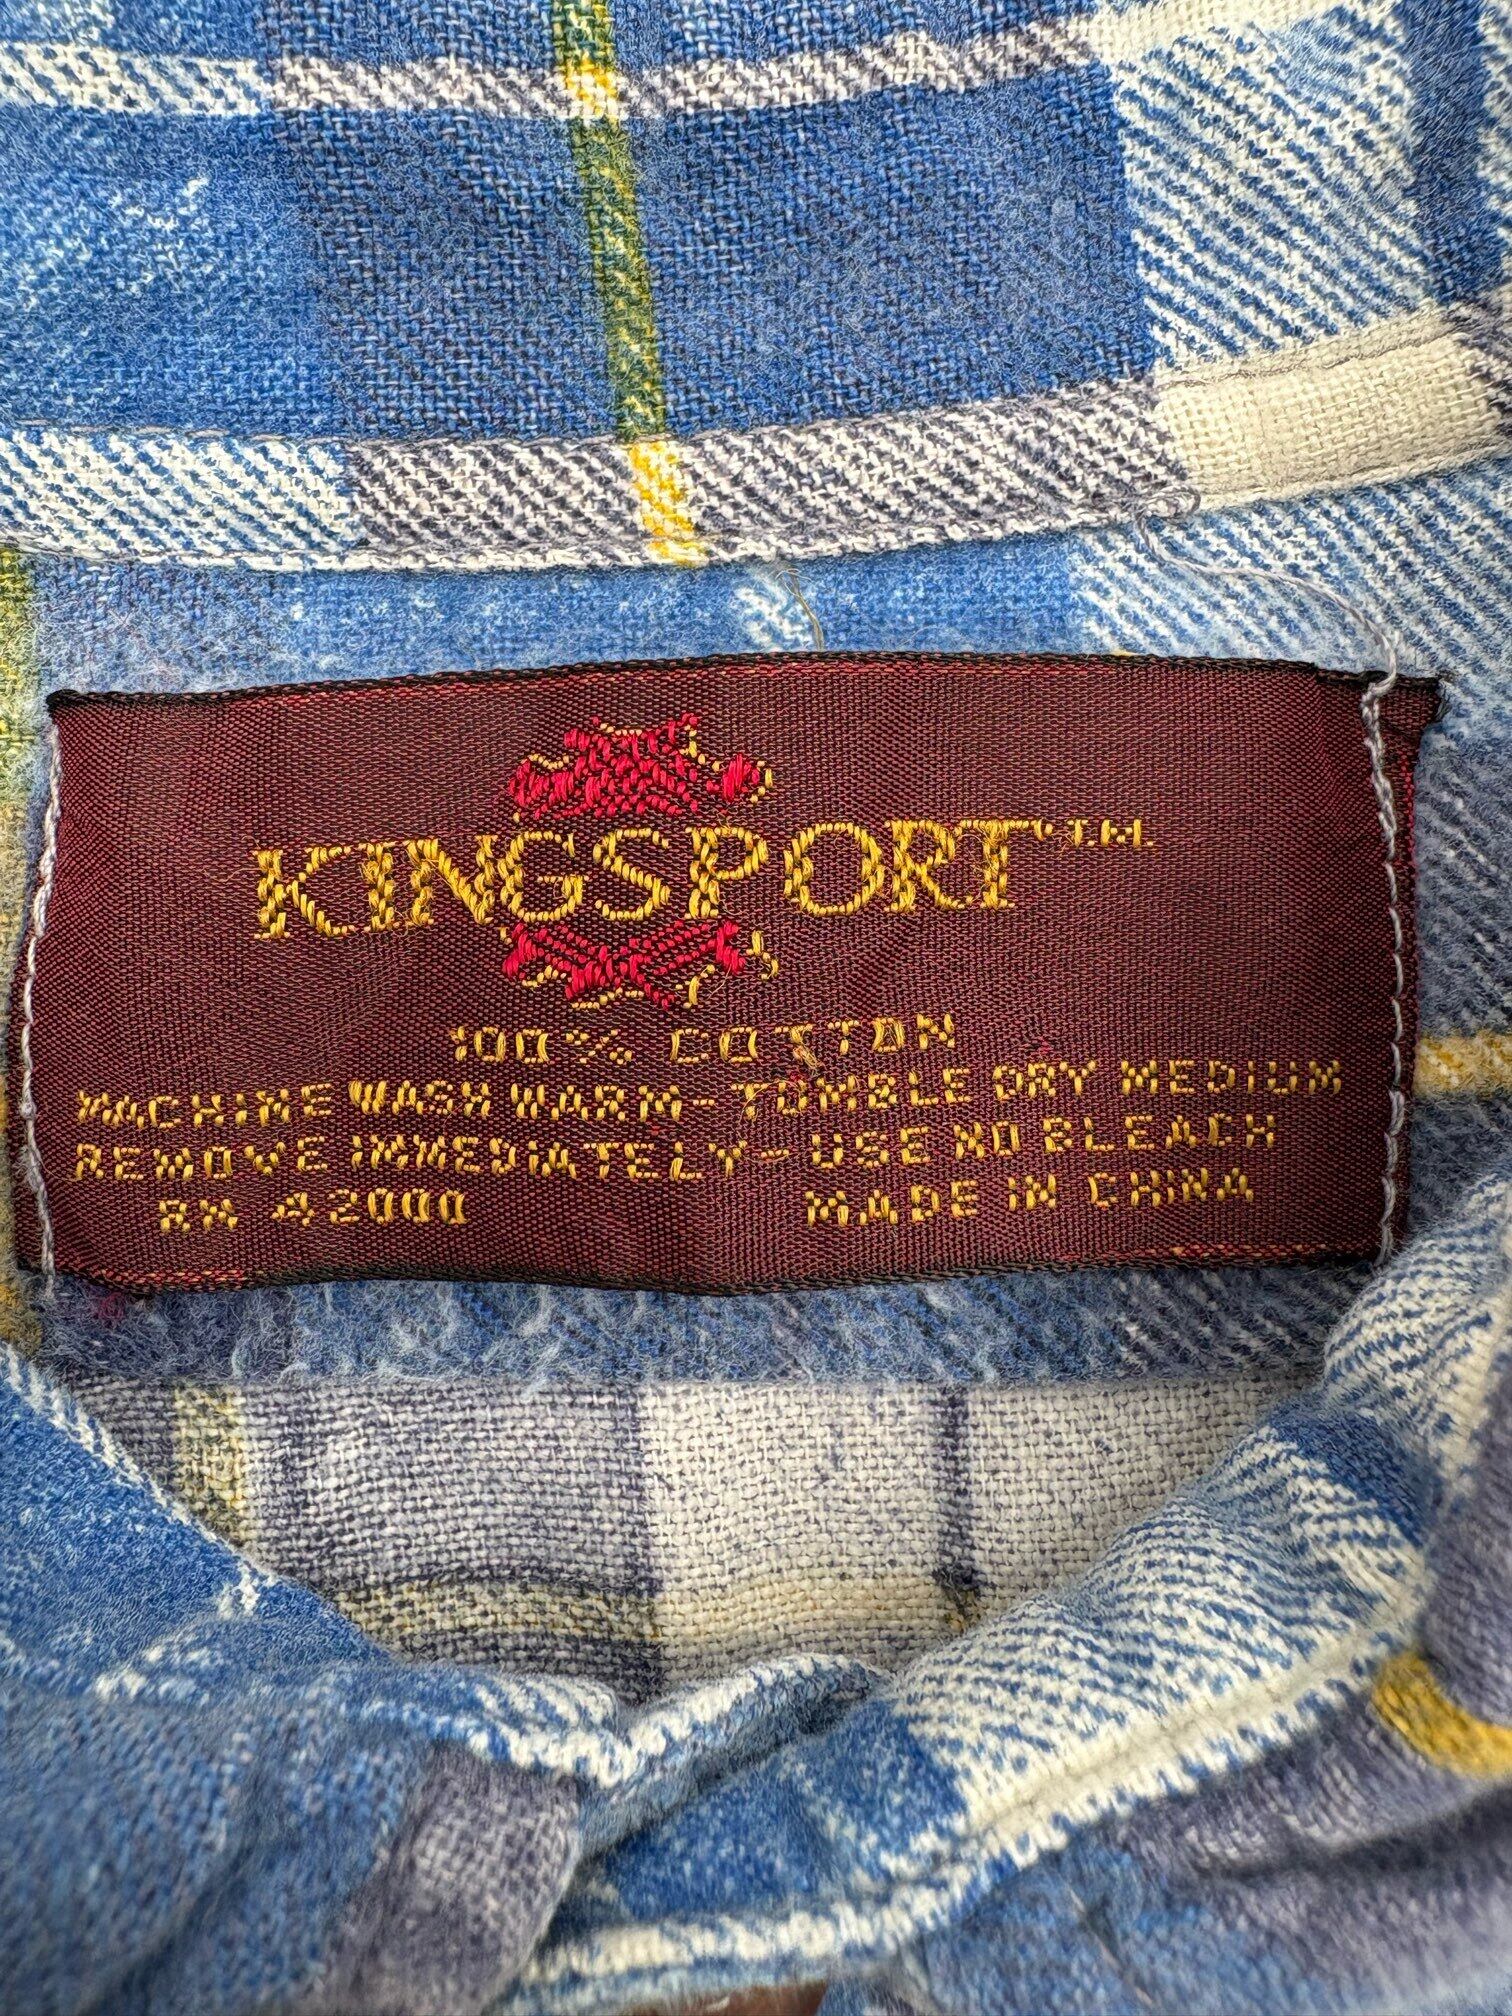 KINGSPORT™
100% COTTON
MACHINE WASH WARM-TUMBLE DRY MEDIUM
REMOVE IMMEDIATELY-USE NO BLEACH
RN 42000 MADE IN CHINA